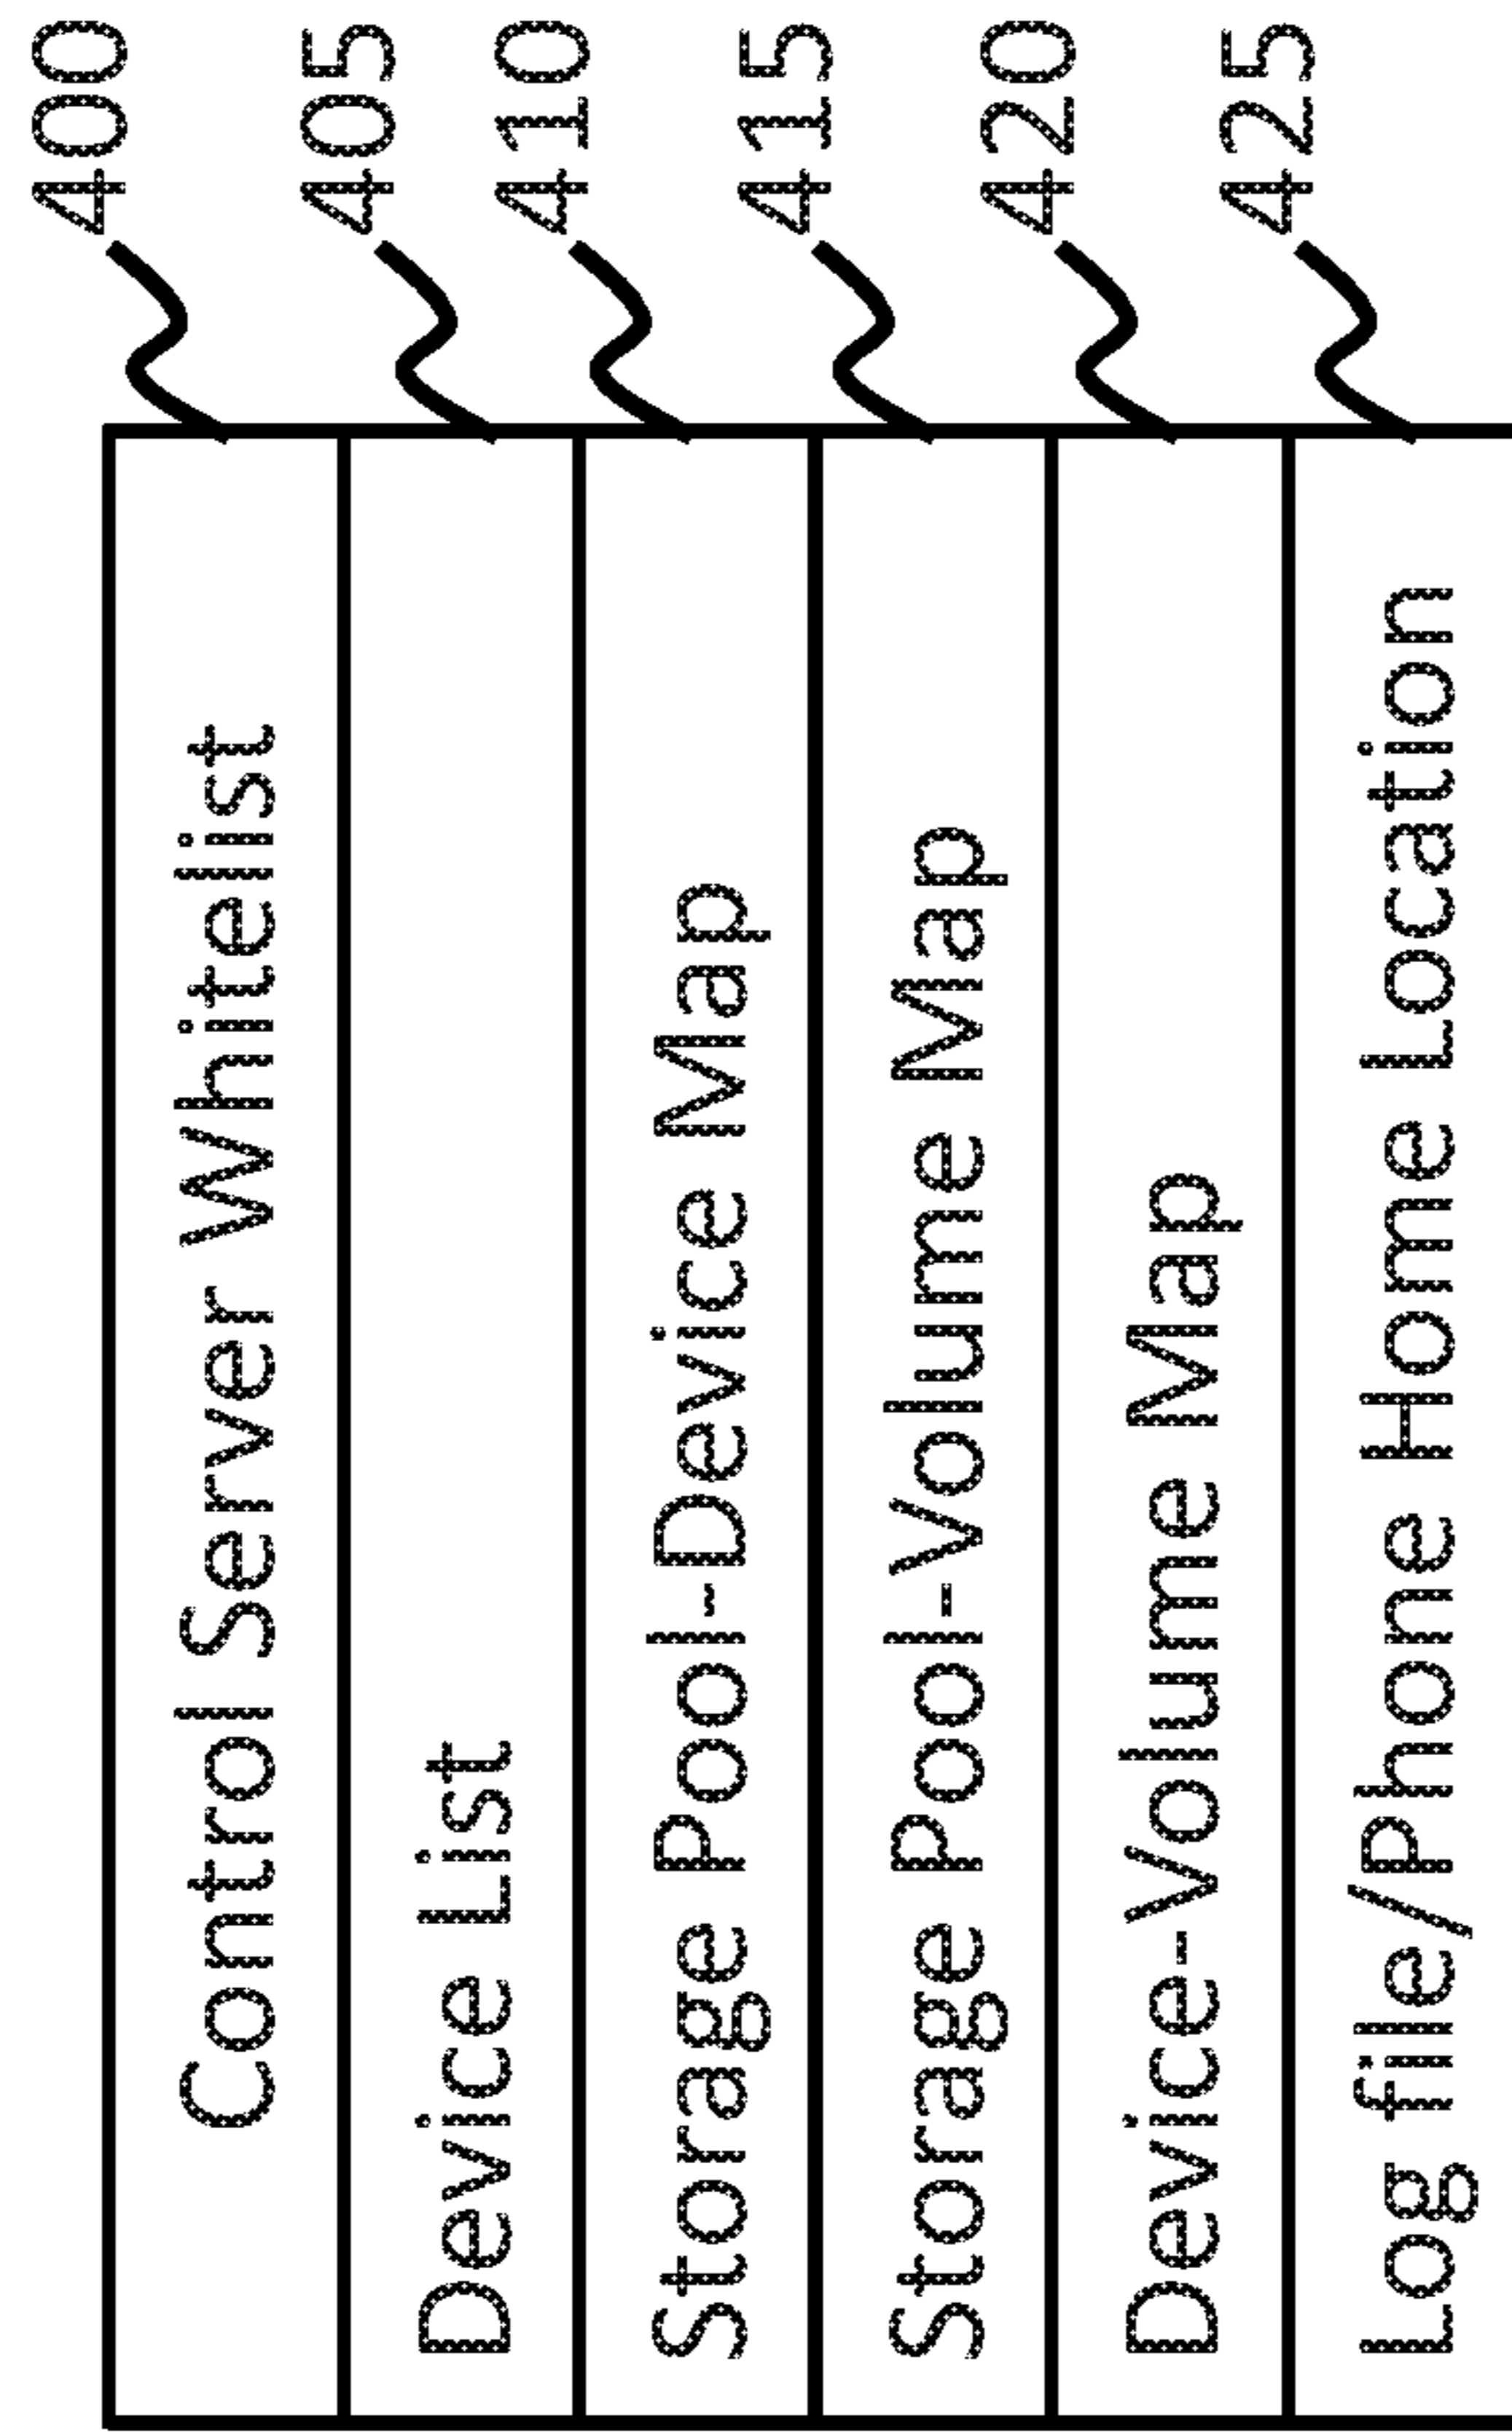 Control Server Whitelist 400
Device List 405
Storage Pool-Device Map 410
Storage Pool-Volume Map 415
Device-Volume Map 420
Log file/Phone Home Location 425